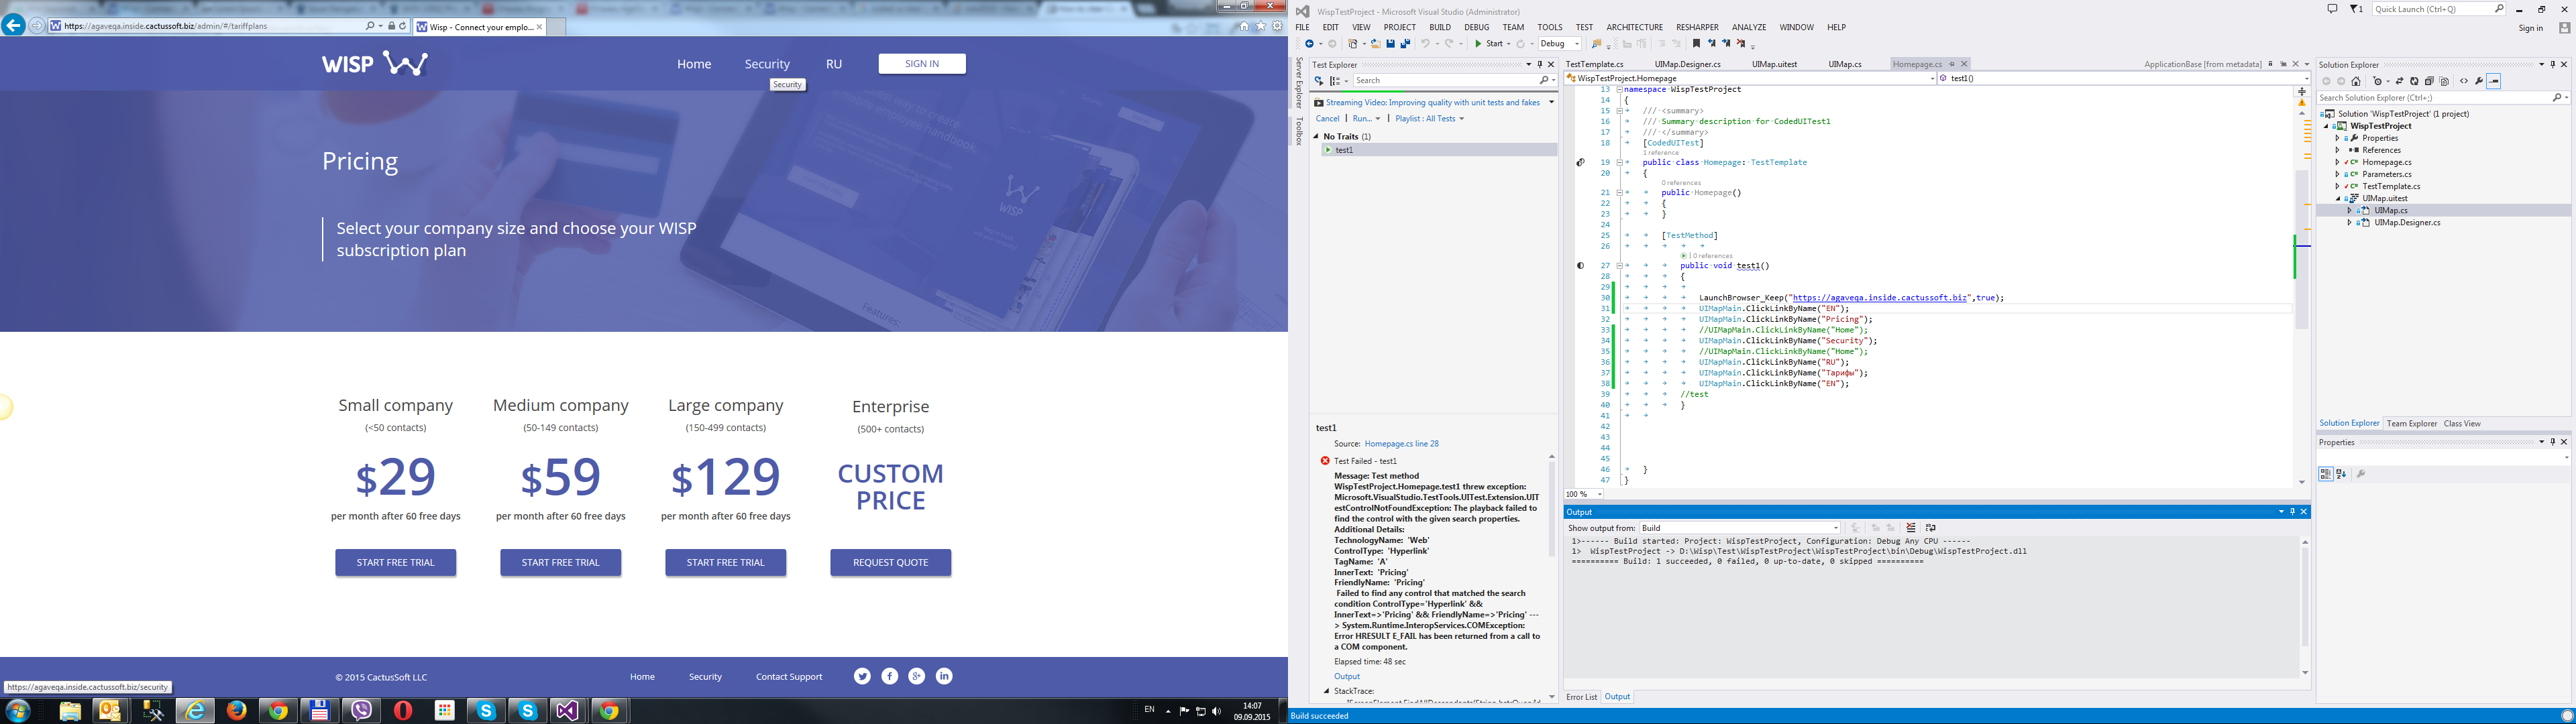 https://agaveqa.inside.cactussoft.biz/admin/#/tariffplans
Wisp - Connect your emplo...
WISP
Home
Security
RU
SIGN IN
Security
Pricing
Select your company size and choose your WISP
subscription plan
WISP
Features
Small company
(<50 contacts)
$29
per month after 60 free days
START FREE TRIAL
Medium company
(50-149 contacts)
$59
per month after 60 free days
START FREE TRIAL
Large company
(150-499 contacts)
$129
per month after 60 free days
START FREE TRIAL
Enterprise
(500+ contacts)
CUSTOM
PRICE
REQUEST QUOTE
© 2015 CactusSoft LLC
Home
Security
Contact Support
https://agaveqa.inside.cactussoft.biz/security
EN
14:07
09.09.2015
WispTestProject - Microsoft Visual Studio (Administrator)
1
Quick Launch (Ctrl+Q)
FILE EDIT VIEW PROJECT BUILD DEBUG TEAM TOOLS TEST ARCHITECTURE RESHARPER ANALYZE WINDOW HELP
Sign in
Start
Debug
Server Explorer
Toolbox
Test Explorer
Search
Streaming Video: Improving quality with unit tests and fakes
Cancel | Run... | Playlist : All Tests
No Traits (1)
test1
test1
Source: Homepage.cs line 28
Test Failed - test1
Message: Test method
WispTestProject.Homepage.test1 threw exception:
Microsoft.VisualStudio.TestTools.UITest.Extension.UIT
estControlNotFoundException: The playback failed to
find the control with the given search properties.
Additional Details:
TechnologyName: 'Web'
ControlType: 'Hyperlink'
TagName: 'A'
InnerText: 'Pricing'
FriendlyName: 'Pricing'
Failed to find any control that matched the search
condition ControlType='Hyperlink' &&
InnerText=>'Pricing' && FriendlyName=>'Pricing' ---
> System.Runtime.InteropServices.COMException:
Error HRESULT E_FAIL has been returned from a call to
a COM component.
Elapsed time: 48 sec
Output
StackTrace:
TestTemplate.cs
UIMap.Designer.cs
UIMap.uitest
UIMap.cs
Homepage.cs
ApplicationBase [from metadata]
WispTestProject.Homepage
test1()
13 namespace WispTestProject
14 {
15 /// <summary>
16 /// Summary description for CodedUITest1
17 /// </summary>
18 [CodedUITest]
1 reference
19 public class Homepage: TestTemplate
20 {
0 references
21 public Homepage()
22 {
23 }
24
25 [TestMethod]
26
| 0 references
27 public void test1()
28 {
29
30 LaunchBrowser_Keep("https://agaveqa.inside.cactussoft.biz",true);
31 UIMapMain.ClickLinkByName("EN");
32 UIMapMain.ClickLinkByName("Pricing");
33 //UIMapMain.ClickLinkByName("Home");
34 UIMapMain.ClickLinkByName("Security");
35 //UIMapMain.ClickLinkByName("Home");
36 UIMapMain.ClickLinkByName("RU");
37 UIMapMain.ClickLinkByName("Тарифы");
38 UIMapMain.ClickLinkByName("EN");
39 //test
40 }
41
42
43
44
45
46 }
47 }
100 %
Output
Show output from: Build
1>------ Build started: Project: WispTestProject, Configuration: Debug Any CPU ------
1> WispTestProject -> D:\Wisp\Test\WispTestProject\WispTestProject\bin\Debug\WispTestProject.dll
========== Build: 1 succeeded, 0 failed, 0 up-to-date, 0 skipped ==========
Error List
Output
Solution Explorer
Search Solution Explorer (Ctrl+;)
Solution 'WispTestProject' (1 project)
WispTestProject
Properties
References
Homepage.cs
Parameters.cs
TestTemplate.cs
UIMap.uitest
UIMap.cs
UIMap.Designer.cs
Solution Explorer
Team Explorer
Class View
Properties
Build succeeded